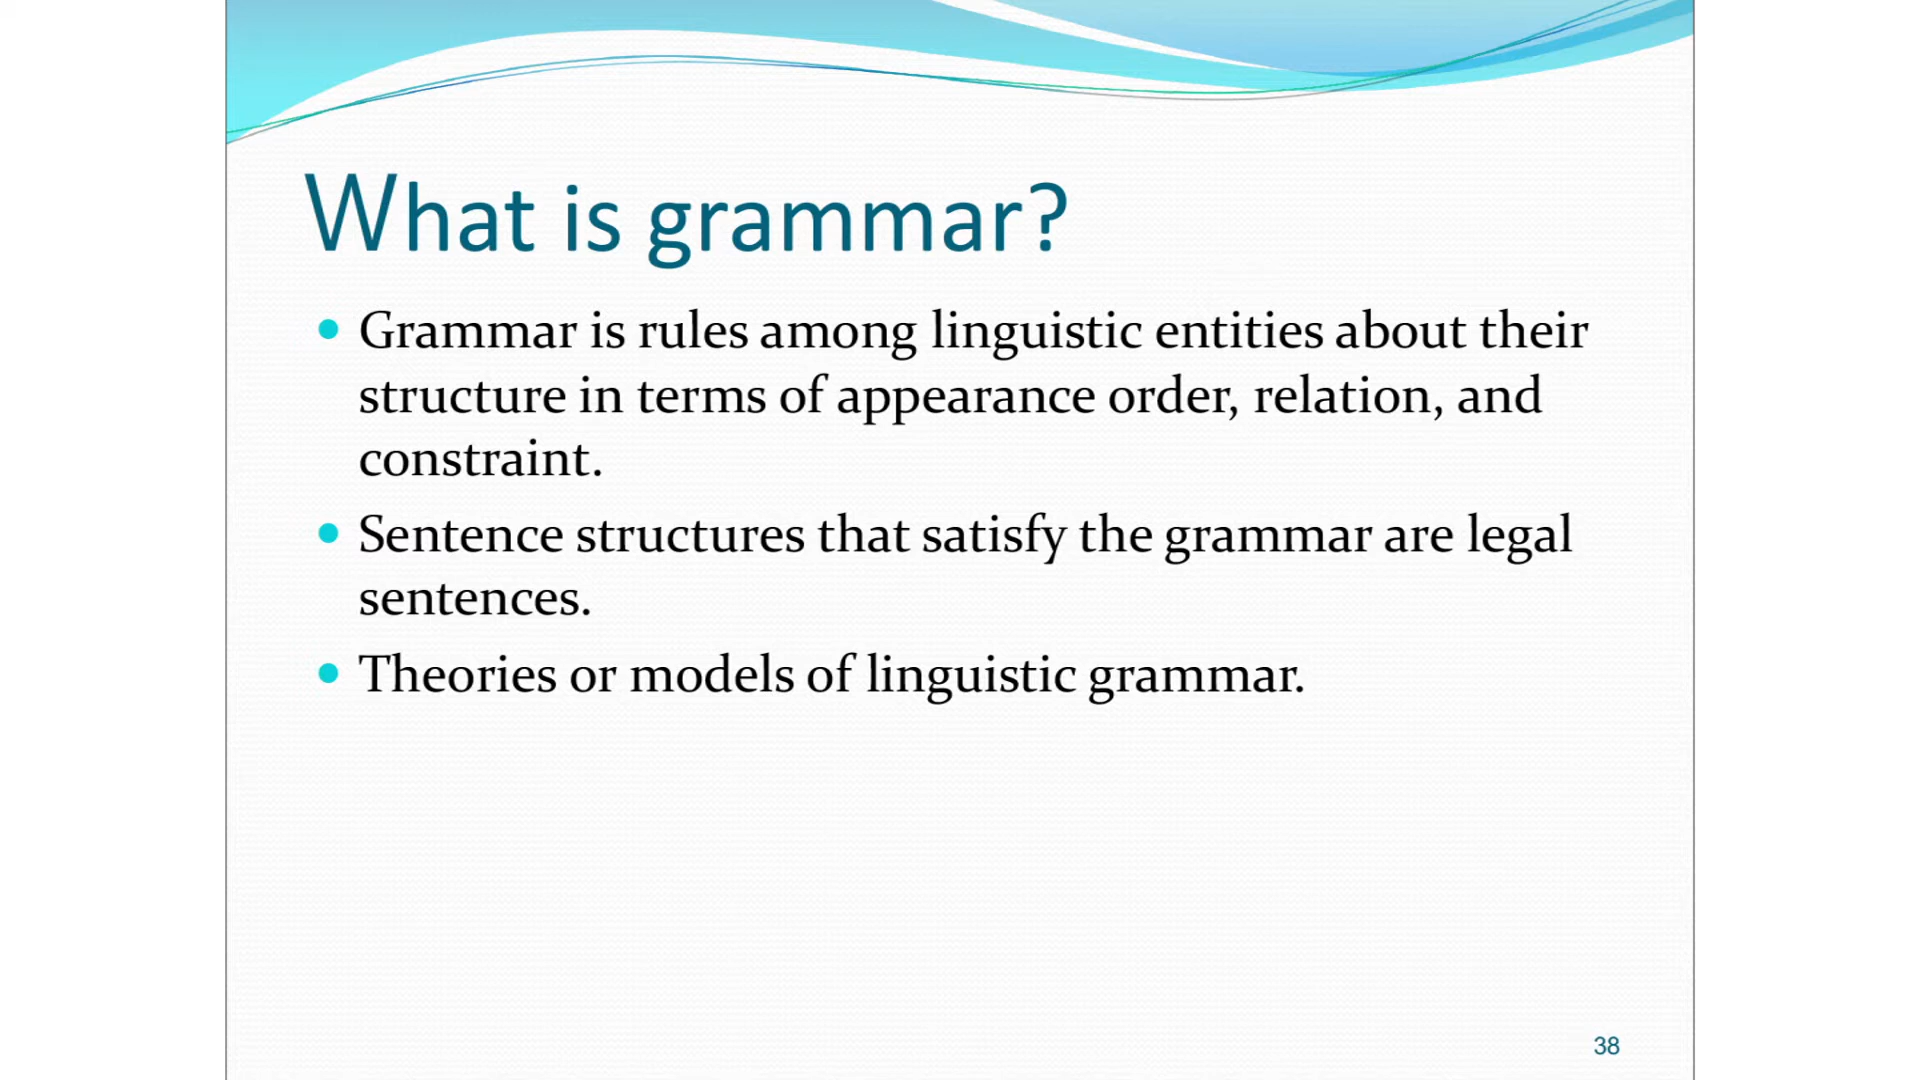 What is grammar?
• Grammar is rules among linguistic entities about their
structure in terms of appearance order, relation, and
constraint.
• Sentence structures that satisfy the grammar are legal
sentences.
• Theories or models of linguistic grammar.
38